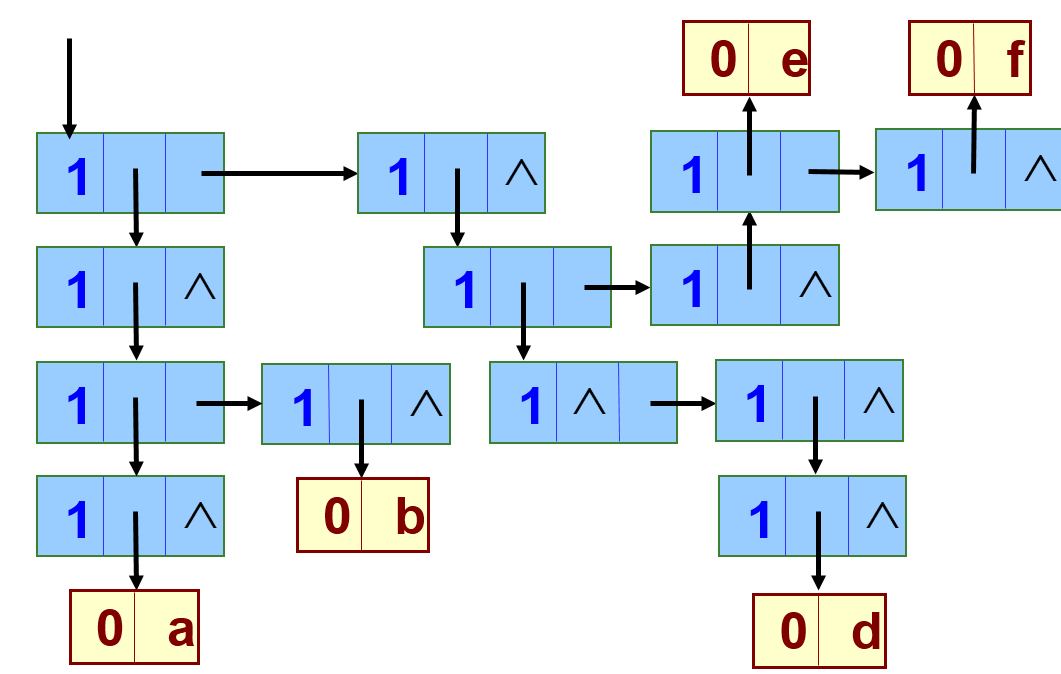 0 e 0 f
1 1 ∧ 1 1 ∧
1 ∧ 1 1 ∧
1 1 ∧ 1 ∧ 1 ∧
1 ∧ 0 b 1 ∧
0 a 0 d